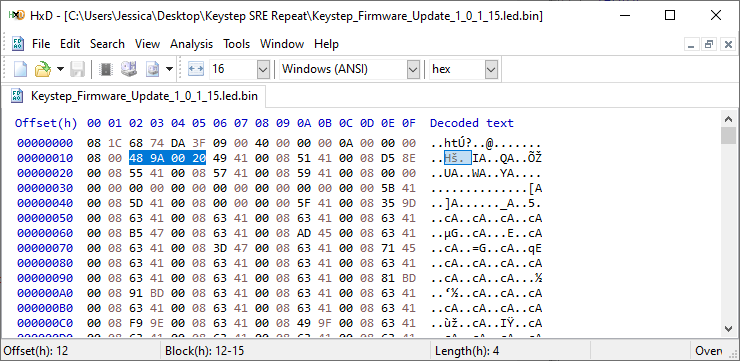 HxD - [C:\Users\Jessica\Desktop\Keystep SRE Repeat\Keystep_Firmware_Update_1_0_1_15.led.bin]
File Edit Search View Analysis Tools Window Help
16 Windows (ANSI) hex
Keystep_Firmware_Update_1_0_1_15.led.bin
Offset(h) 00 01 02 03 04 05 06 07 08 09 0A 0B 0C 0D 0E 0F Decoded text
00000000 08 1C 68 74 DA 3F 09 00 40 00 00 00 0A 00 00 00 ..htÚ?..@.......
00000010 08 00 48 9A 00 20 49 41 00 08 51 41 00 08 D5 8E ..Hš. IA..QA..ÕŽ
00000020 00 08 55 41 00 08 57 41 00 08 59 41 00 00 00 00 ..UA..WA..YA....
00000030 00 00 00 00 00 00 00 00 00 00 00 00 00 00 5B 41 ..............[A
00000040 00 08 5D 41 00 08 00 00 00 00 5F 41 00 08 35 9D ..]A......_A..5.
00000050 00 08 63 41 00 08 63 41 00 08 63 41 00 08 63 41 ..cA..cA..cA..cA
00000060 00 08 B5 47 00 08 63 41 00 08 AD 45 00 08 63 41 ..µG..cA...E..cA
00000070 00 08 63 41 00 08 3D 47 00 08 63 41 00 08 71 45 ..cA..=G..cA..qE
00000080 00 08 63 41 00 08 63 41 00 08 63 41 00 08 63 41 ..cA..cA..cA..cA
00000090 00 08 63 41 00 08 63 41 00 08 63 41 00 08 81 BD ..cA..cA..cA...½
000000A0 00 08 91 BD 00 08 63 41 00 08 63 41 00 08 63 41 ..‘½..cA..cA..cA
000000B0 00 08 63 41 00 08 63 41 00 08 63 41 00 08 63 41 ..cA..cA..cA..cA
000000C0 00 08 F9 9E 00 08 63 41 00 08 49 9F 00 08 63 41 ..ùž..cA..IŸ..cA
Offset(h): 12 Block(h): 12-15 Length(h): 4 Over